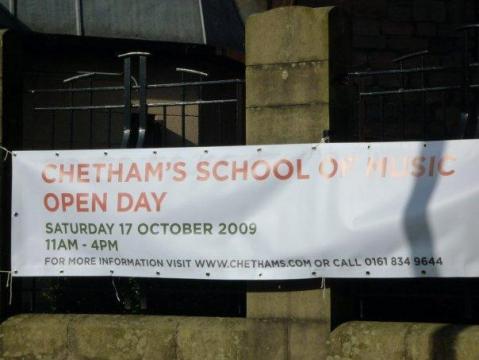 CHETHAM'S SCHOOL OF MUSIC
OPEN DAY
SATURDAY 17 OCTOBER 2009
11AM - 4PM
FOR MORE INFORMATION VISIT WWW.CHETHAMS.COM OR CALL 0161 834 9644